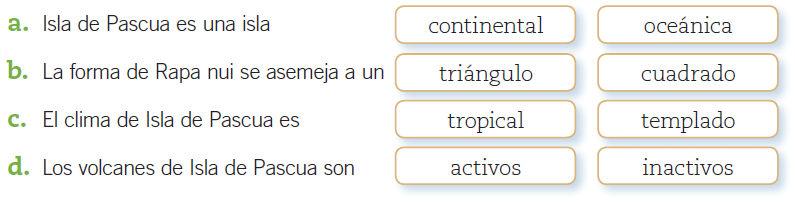 a. Isla de Pascua es una isla continental oceánica
b. La forma de Rapa nui se asemeja a un triángulo cuadrado
c. El clima de Isla de Pascua es tropical templado
d. Los volcanes de Isla de Pascua son activos inactivos